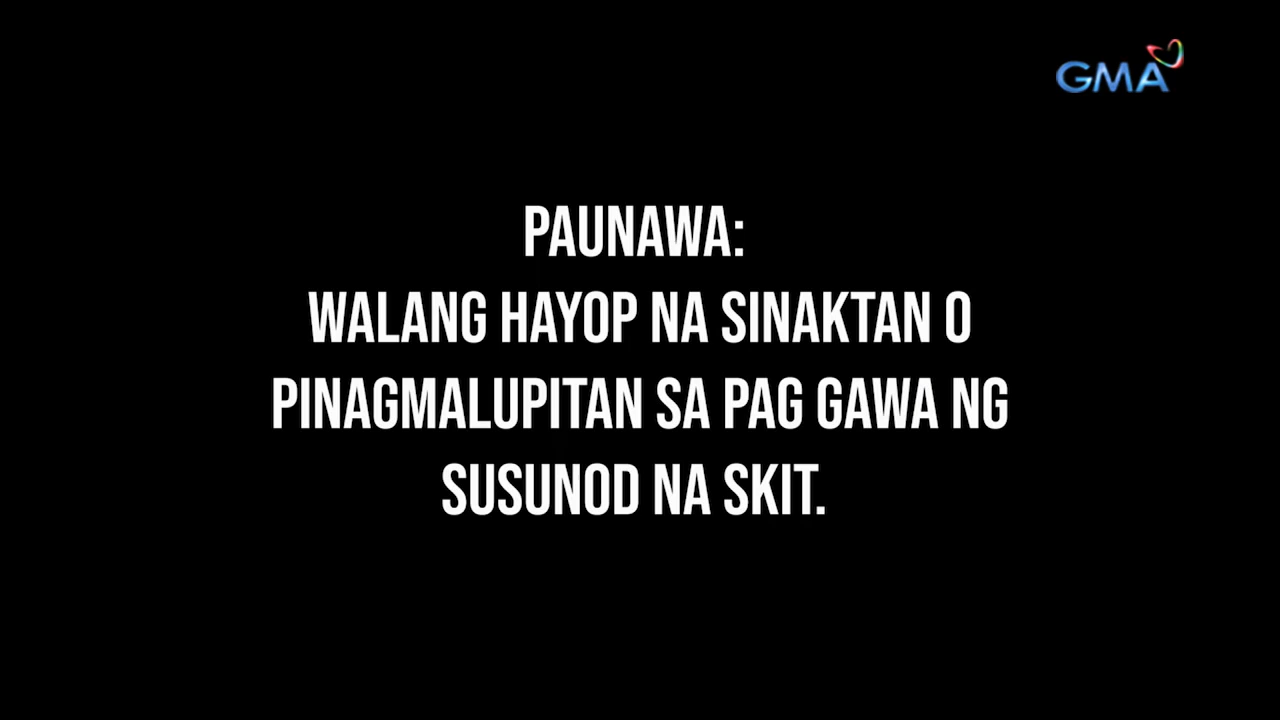 GMA
PAUNAWA:
WALANG HAYOP NA SINAKTAN O
PINAGMALUPITAN SA PAG GAWA NG
SUSUNOD NA SKIT.